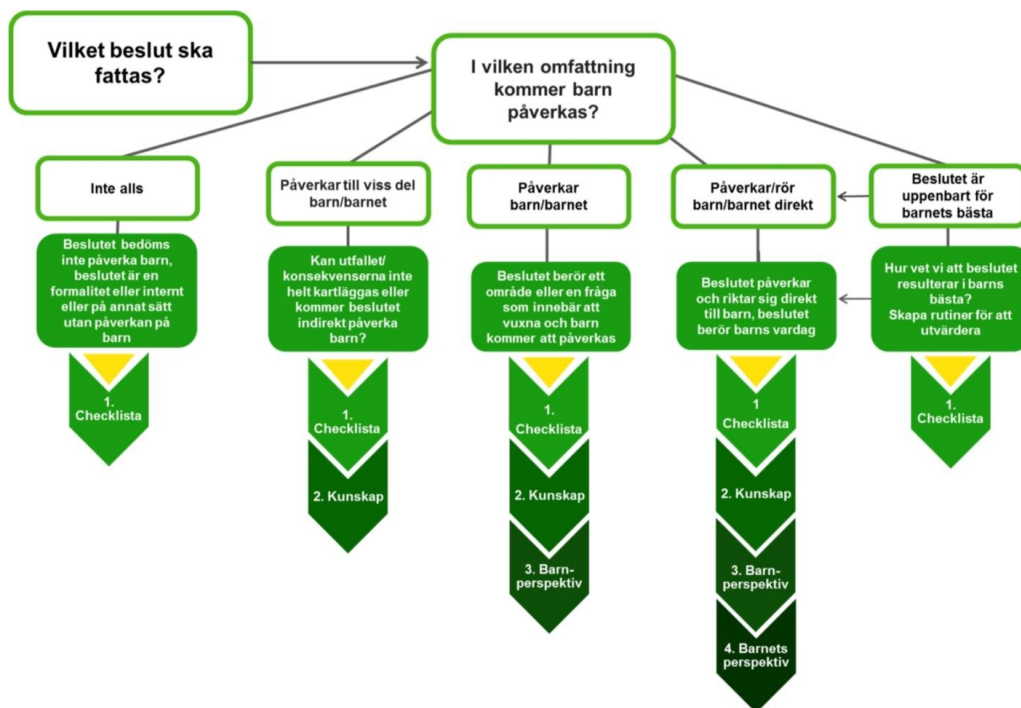 Vilket beslut ska
fattas?
I vilken omfattning
kommer barn
påverkas?
Inte alls
Påverkar till viss del
barn/barnet
Påverkar
barn/barnet
Påverkar/rör
barn/barnet direkt
Beslutet är
uppenbart för
barnets bästa
Beslutet bedöms
inte påverka barn,
beslutet är en
formalitet eller internt
eller på annat sätt
utan påverkan på
barn
Kan utfallet/
konsekvenserna inte
helt kartläggas eller
kommer beslutet
indirekt påverka
barn?
Beslutet berör ett
område eller en fråga
som innebär att
vuxna och barn
kommer att påverkas
Beslutet påverkar
och riktar sig direkt
till barn, beslutet
berör barns vardag
Hur vet vi att beslutet
resulterar i barns
bästa?
Skapa rutiner för att
utvärdera
1.
Checklista
1.
Checklista
2. Kunskap
1.
Checklista
2. Kunskap
3. Barn-
perspektiv
1
Checklista
2. Kunskap
3. Barn-
perspektiv
4. Barnets
perspektiv
1.
Checklista